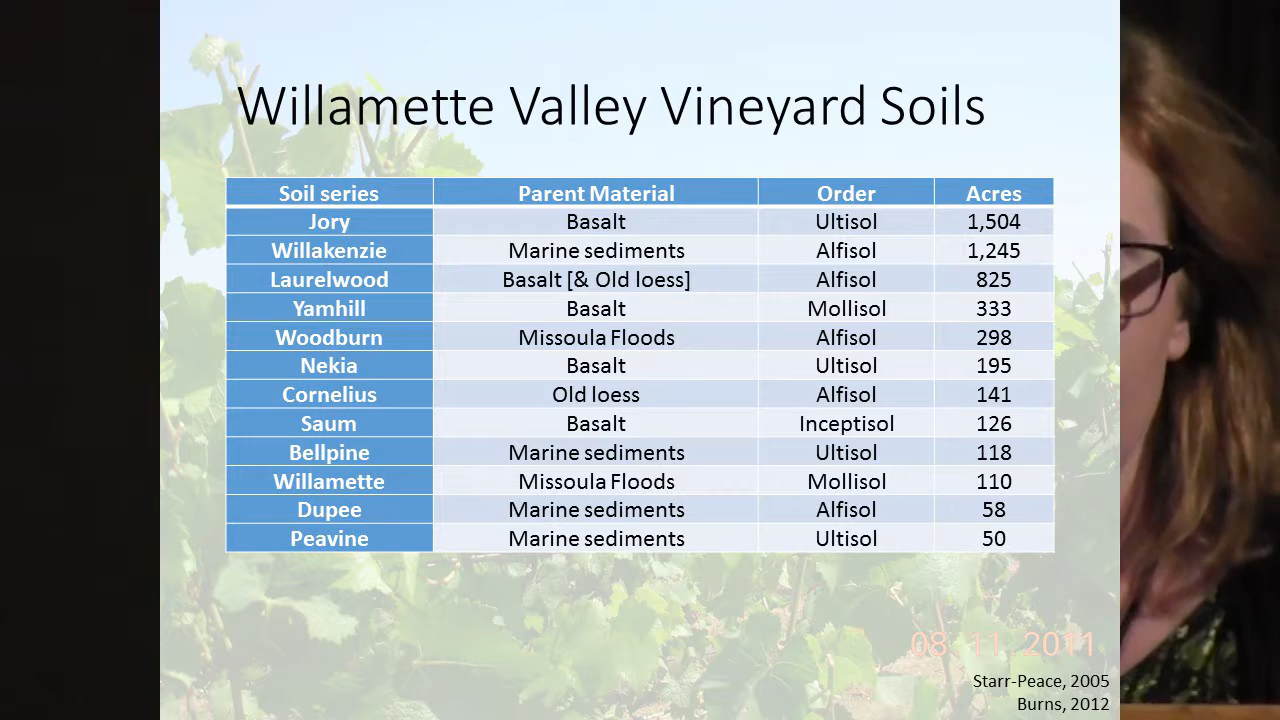 Willamette Valley Vineyard Soils
Soil series Parent Material Order Acres
Jory Basalt Ultisol 1,504
Willakenzie Marine sediments Alfisol 1,245
Laurelwood Basalt [& Old loess] Alfisol 825
Yamhill Basalt Mollisol 333
Woodburn Missoula Floods Alfisol 298
Nekia Basalt Ultisol 195
Cornelius Old loess Alfisol 141
Saum Basalt Inceptisol 126
Bellpine Marine sediments Ultisol 118
Willamette Missoula Floods Mollisol 110
Dupee Marine sediments Alfisol 58
Peavine Marine sediments Ultisol 50
08 11 2011
Starr-Peace, 2005
Burns, 2012